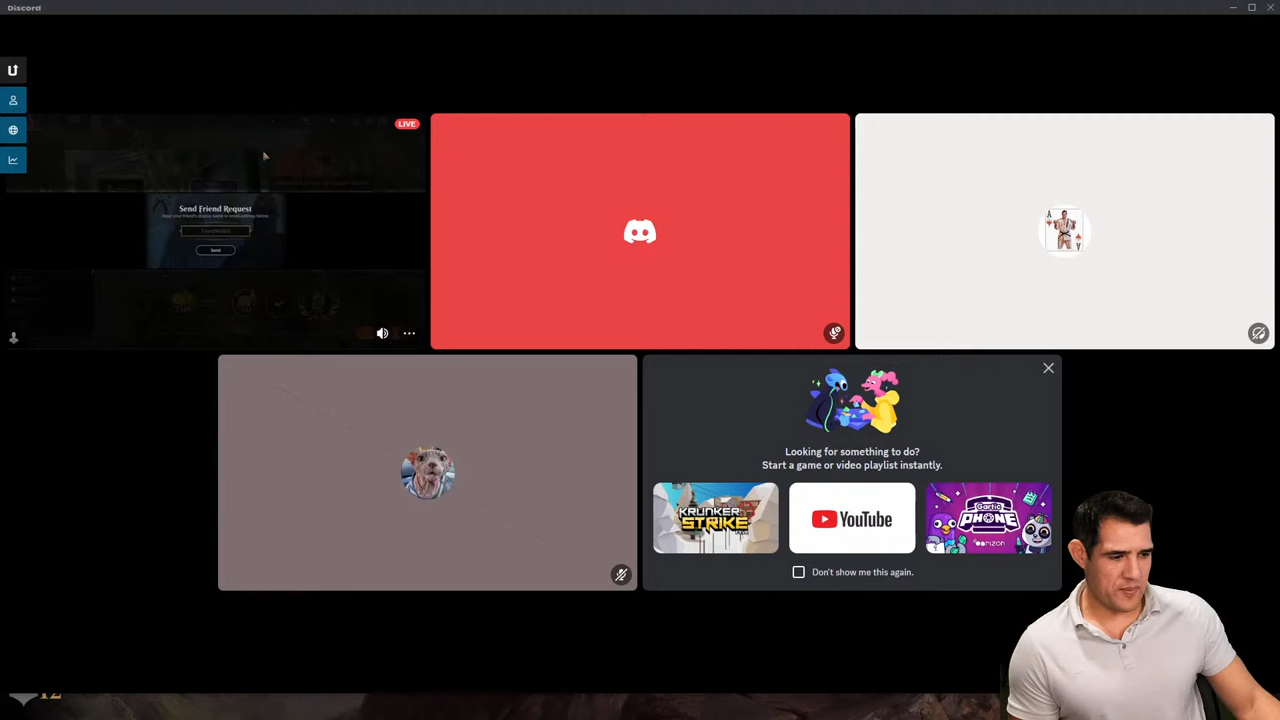 Discord
LIVE
Send Friend Request
Send
A
A
Looking for something to do?
Start a game or video playlist instantly.
KRUNKER
STRIKE
YouTube
Gartic
PHONE
Don't show me this again.
12